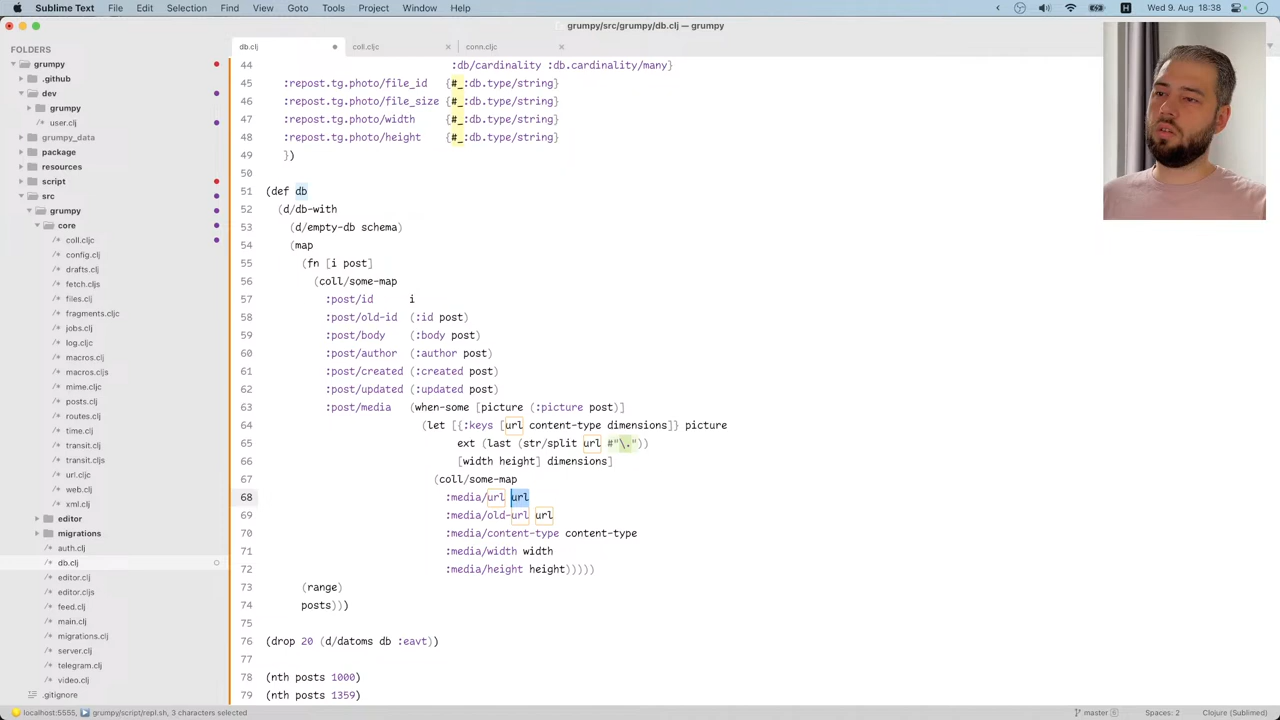 Sublime Text File Edit Selection Find View Goto Tools Project Window Help
Wed 9. Aug 18:38
grumpy/src/grumpy/db.clj — grumpy
FOLDERS
grumpy
.github
dev
grumpy
user.clj
grumpy_data
package
resources
script
src
grumpy
core
coll.cljc
config.clj
drafts.clj
fetch.cljs
files.clj
fragments.cljc
jobs.clj
log.cljc
macros.cljc
macros.cljs
mime.cljc
posts.clj
routes.clj
time.clj
transit.clj
transit.cljs
url.cljc
web.clj
xml.clj
editor
migrations
auth.clj
db.clj
editor.clj
editor.cljs
feed.clj
main.clj
migrations.clj
server.clj
telegram.clj
video.clj
.gitignore
db.clj coll.cljc conn.cljc
44 :db/cardinality :db.cardinality/many}
45 :repost.tg.photo/file_id {#_:db.type/string}
46 :repost.tg.photo/file_size {#_:db.type/string}
47 :repost.tg.photo/width {#_:db.type/string}
48 :repost.tg.photo/height {#_:db.type/string}
49 })
50
51 (def db
52 (d/db-with
53 (d/empty-db schema)
54 (map
55 (fn [i post]
56 (coll/some-map
57 :post/id i
58 :post/old-id (:id post)
59 :post/body (:body post)
60 :post/author (:author post)
61 :post/created (:created post)
62 :post/updated (:updated post)
63 :post/media (when-some [picture (:picture post)]
64 (let [{:keys [url content-type dimensions]} picture
65 ext (last (str/split url #"\."))
66 [width height] dimensions]
67 (coll/some-map
68 :media/url url
69 :media/old-url url
70 :media/content-type content-type
71 :media/width width
72 :media/height height)))))
73 (range)
74 posts)))
75
76 (drop 20 (d/datoms db :eavt))
77
78 (nth posts 1000)
79 (nth posts 1359)
localhost:5555, grumpy/script/repl.sh, 3 characters selected
master 6 Spaces: 2 Clojure (Sublimed)